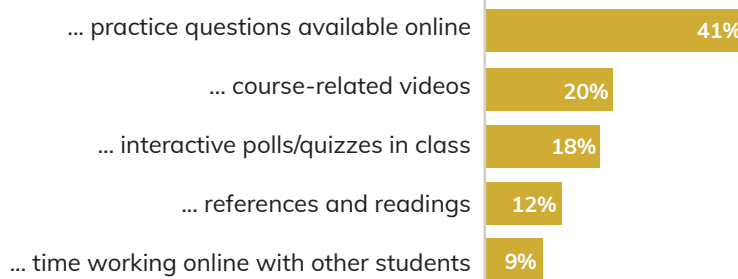 ... practice questions available online 41%
... course-related videos 20%
... interactive polls/quizzes in class 18%
... references and readings 12%
... time working online with other students 9%